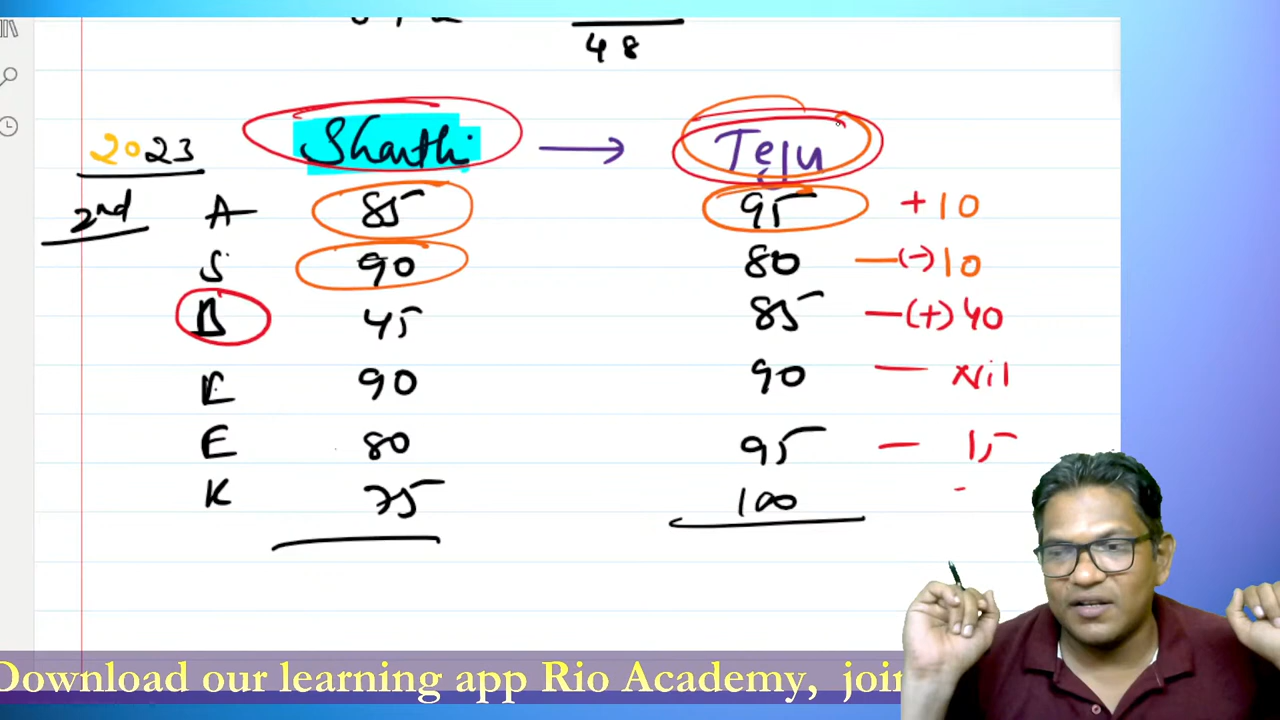 48
2023 Sharth → Teju
2nd A 85 95 +10
S 90 80 —(-)10
B 45 85 —(+)40
90 90 — Nil
E 80 95 — 15
K 75 100
Download our learning app Rio Academy, join